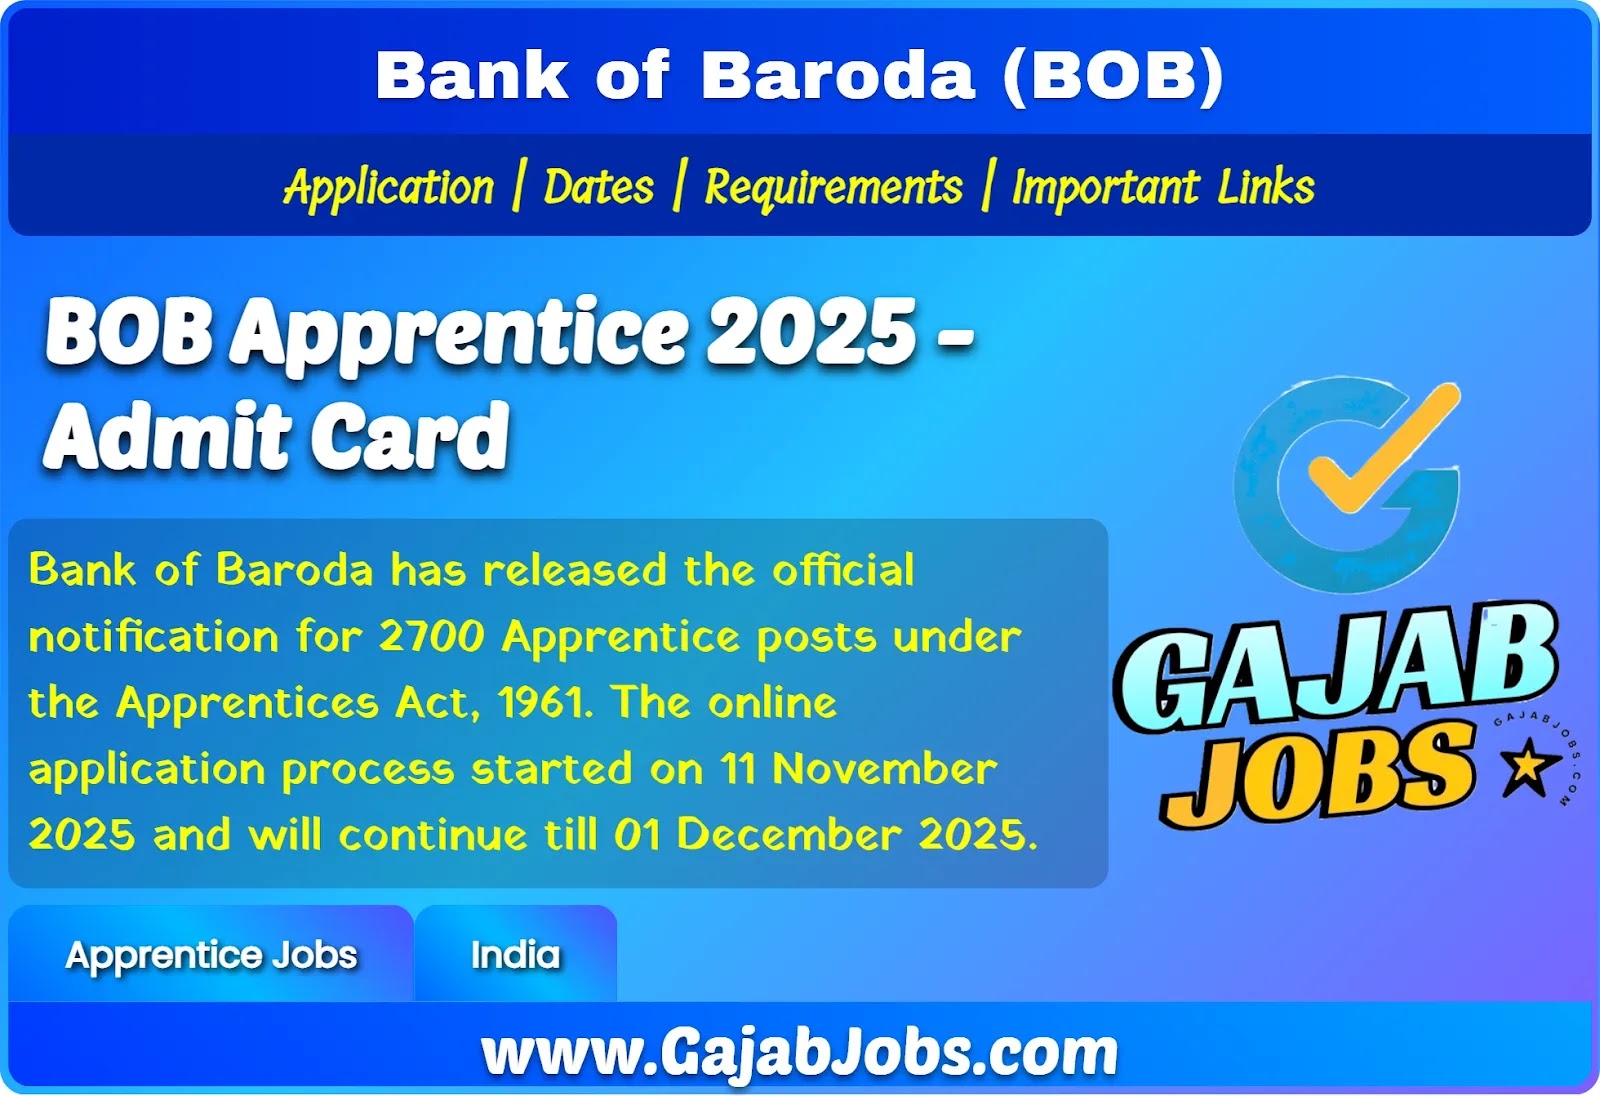 Bank of Baroda (BOB)
Application | Dates | Requirements | Important Links
BOB Apprentice 2025 -
Admit Card
Bank of Baroda has released the official
notification for 2700 Apprentice posts under
the Apprentices Act, 1961. The online
application process started on 11 November
2025 and will continue till 01 December 2025.
GAJAB
JOBS
GAJABJOBS.COM
Apprentice Jobs
India
www.GajabJobs.com